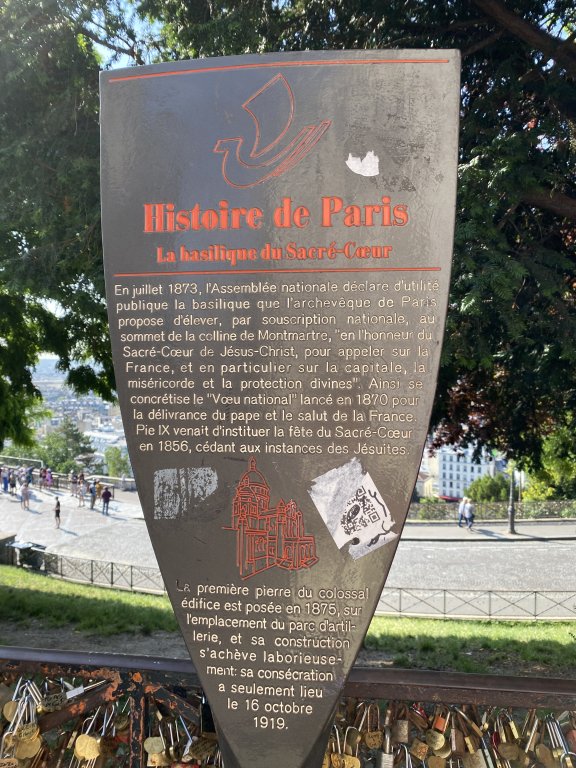 Histoire de Paris
La basilique du Sacré-Cœur
En juillet 1873, l'Assemblée nationale déclare d'utilité
publique la basilique que l'archevêque de Paris
propose d'élever, par souscription nationale, au
sommet de la colline de Montmartre, "en l'honneur du
Sacré-Cœur de Jésus-Christ, pour appeler sur la
France, et en particulier sur la capitale, la
miséricorde et la protection divines". Ainsi se
concrétise le "Vœu national" lancé en 1870 pour
la délivrance du pape et le salut de la France.
Pie IX venait d'instituer la fête du Sacré-Cœur
en 1856, cédant aux instances des Jésuites.
La première pierre du colossal
édifice est posée en 1875, sur
l'emplacement du parc d'artil-
lerie, et sa construction
s'achève laborieuse-
ment: sa consécration
a seulement lieu
le 16 octobre
1919.